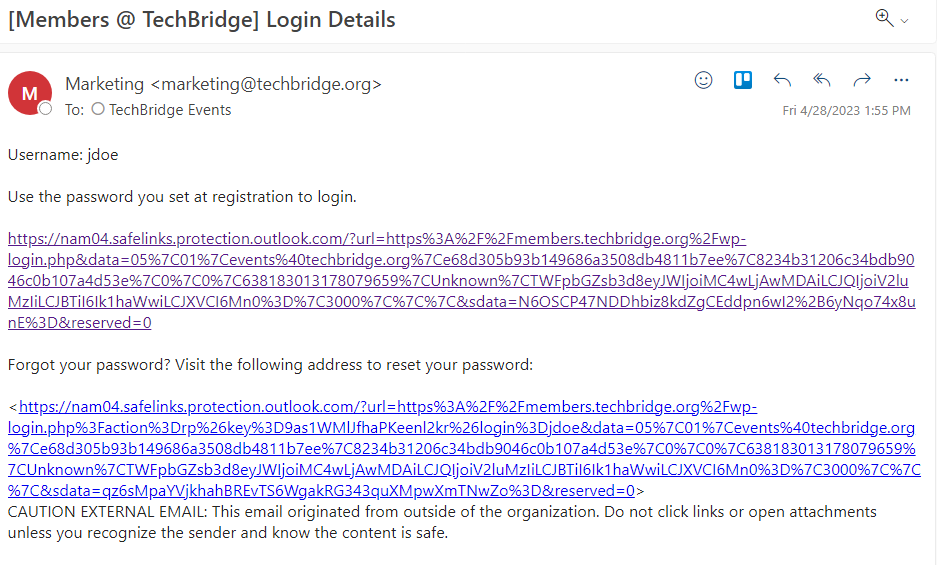 [Members @ TechBridge] Login Details
M
Marketing <marketing@techbridge.org>
To: TechBridge Events
Fri 4/28/2023 1:55 PM
Username: jdoe
Use the password you set at registration to login.
https://nam04.safelinks.protection.outlook.com/?url=https%3A%2F%2Fmembers.techbridge.org%2Fwp-
login.php&data=05%7C01%7Cevents%40techbridge.org%7Ce68d305b93b149686a3508db4811b7ee%7C8234b31206c34bdb90
46c0b107a4d53e%7C0%7C0%7C638183013178079659%7CUnknown%7CTWFpbGZsb3d8eyJWIjoiMC4wLjAwMDAiLCJQIjoiV2lu
MzIiLCJBTiI6Ik1haWwiLCJXVCI6Mn0%3D%7C3000%7C%7C%7C&sdata=N6OSCP47NDDhbiz8kdZgCEddpn6wI2%2B6yNqo74x8u
nE%3D&reserved=0
Forgot your password? Visit the following address to reset your password:
<https://nam04.safelinks.protection.outlook.com/?url=https%3A%2F%2Fmembers.techbridge.org%2Fwp-
login.php%3Faction%3Drp%26key%3D9as1WMlJfhaPKeenl2kr%26login%3Djdoe&data=05%7C01%7Cevents%40techbridge.org
%7Ce68d305b93b149686a3508db4811b7ee%7C8234b31206c34bdb9046c0b107a4d53e%7C0%7C0%7C638183013178079659%
7CUnknown%7CTWFpbGZsb3d8eyJWIjoiMC4wLjAwMDAiLCJQIjoiV2luMzIiLCJBTiI6Ik1haWwiLCJXVCI6Mn0%3D%7C3000%7C%7C
%7C&sdata=qz6sMpaYVjkhahBREvTS6WgakRG343quXMpwXmTNwZo%3D&reserved=0>
CAUTION EXTERNAL EMAIL: This email originated from outside of the organization. Do not click links or open attachments
unless you recognize the sender and know the content is safe.